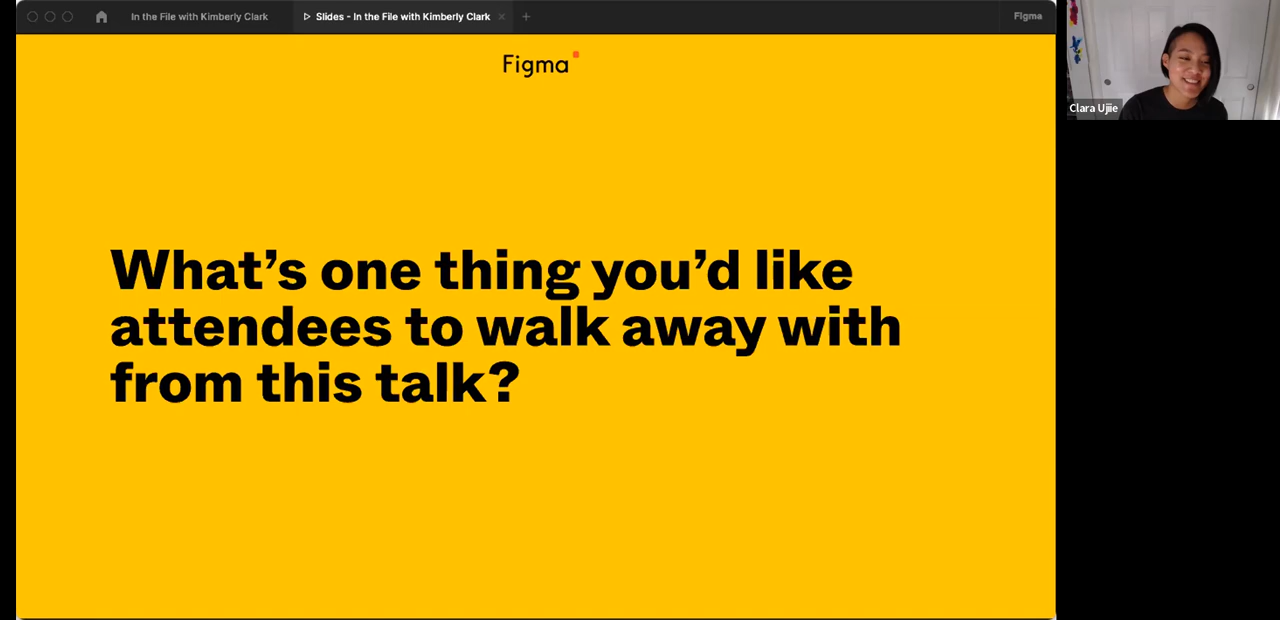 In the File with Kimberly Clark
Slides - In the File with Kimberly Clark
Figma
Figma
What’s one thing you’d like
attendees to walk away with
from this talk?
Clara Ujiie